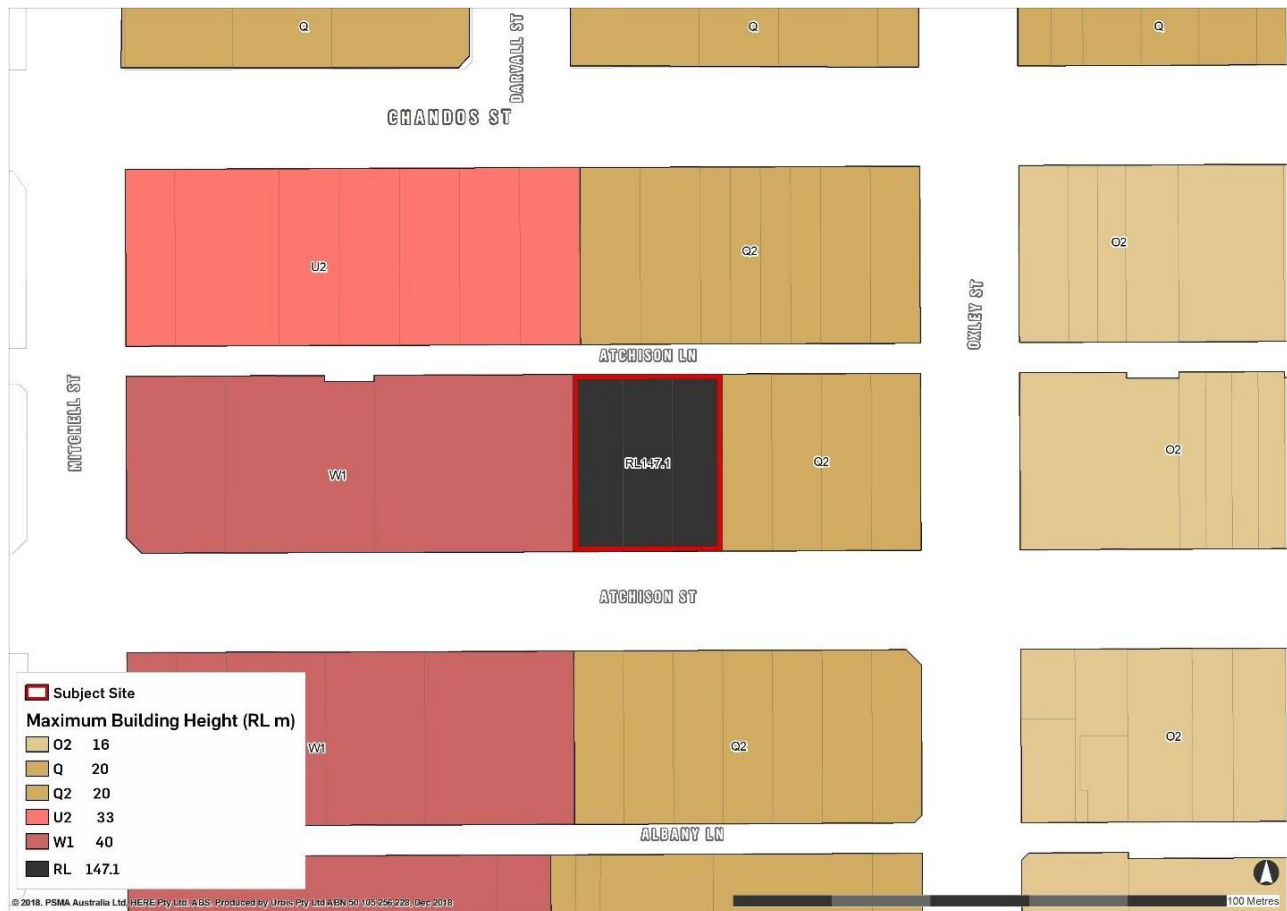 Q
Q
Q
DARVALL ST
CHANDOS ST
U2
Q2
O2
OXLEY ST
ATCHISON LN
MITCHELL ST
W1
RL147.1
Q2
O2
ATCHISON ST
W1
Q2
O2
ALBANY LN
Subject Site
Maximum Building Height (RL m)
O2 16
Q 20
Q2 20
U2 33
W1 40
RL 147.1
© 2018. PSMA Australia Ltd, HERE Pty Ltd. ABS. Produced by Urbis Pty Ltd ABN 50 105 256 228, Dec 2018
100 Metres